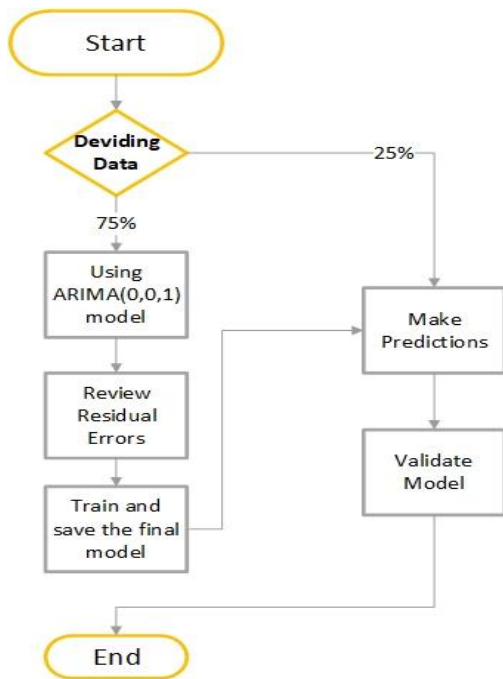 Start
Deviding
Data
25%
75%
Using
ARIMA(0,0,1)
model
Make
Predictions
Review
Residual
Errors
Validate
Model
Train and
save the final
model
End